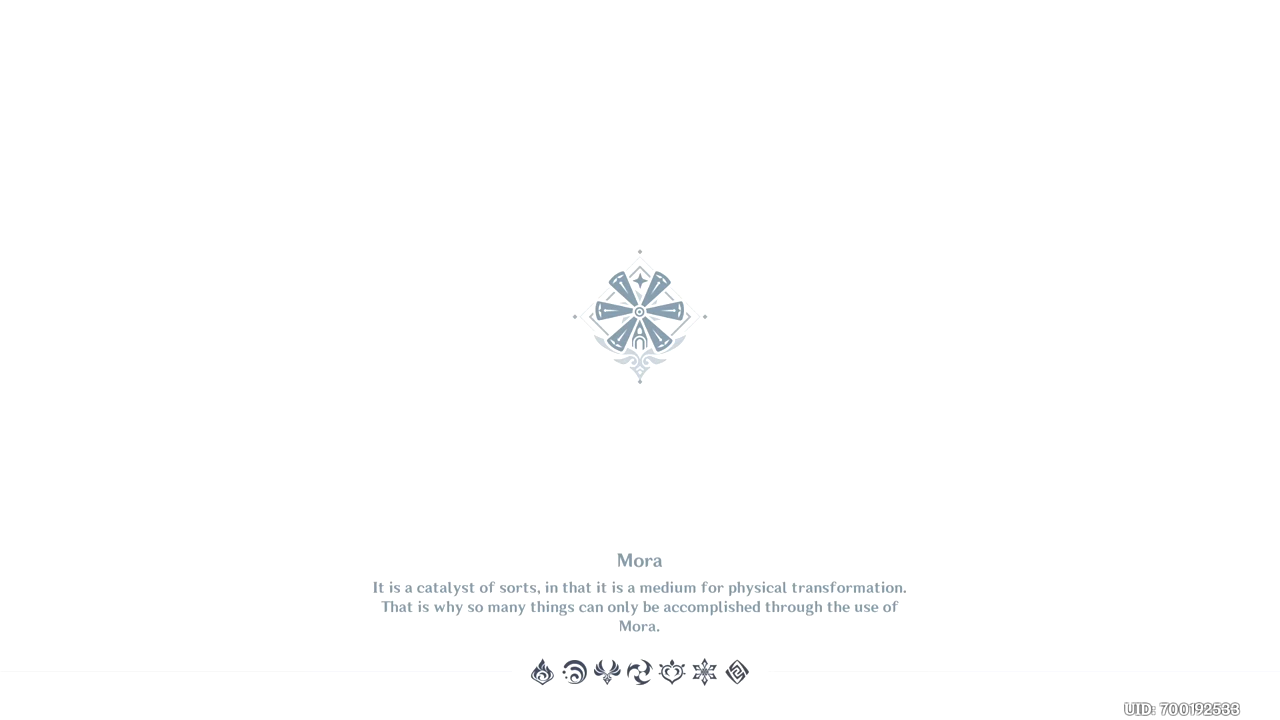 Mora
It is a catalyst of sorts, in that it is a medium for physical transformation.
That is why so many things can only be accomplished through the use of
Mora.
UID: 700192533